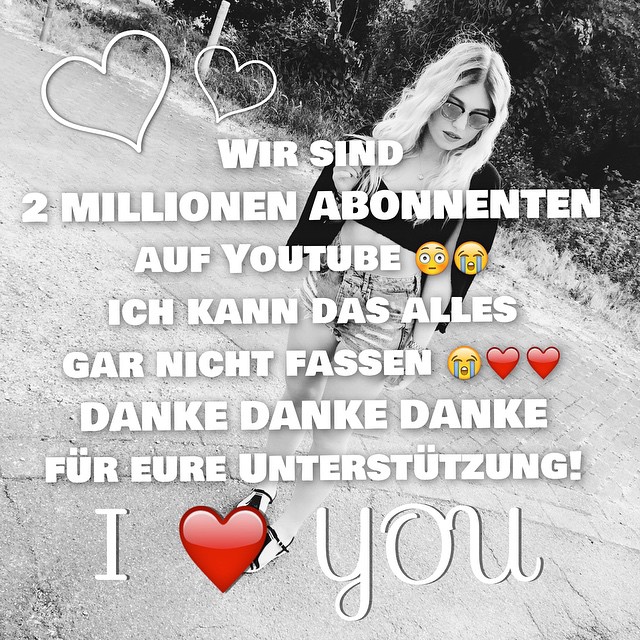 Wir sind
2 Millionen Abonnenten
auf Youtube 😳😭
ich kann das alles
gar nicht fassen 😭❤️❤️
DANKE DANKE DANKE
für eure Unterstützung!
I ❤️ you